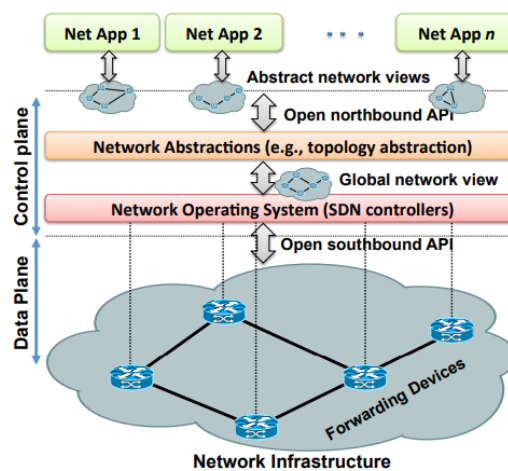 Net App 1
Net App 2
Net App n
Abstract network views
Open northbound API
Network Abstractions (e.g., topology abstraction)
Global network view
Network Operating System (SDN controllers)
Open southbound API
Control plane
Data Plane
Forwarding Devices
Network Infrastructure